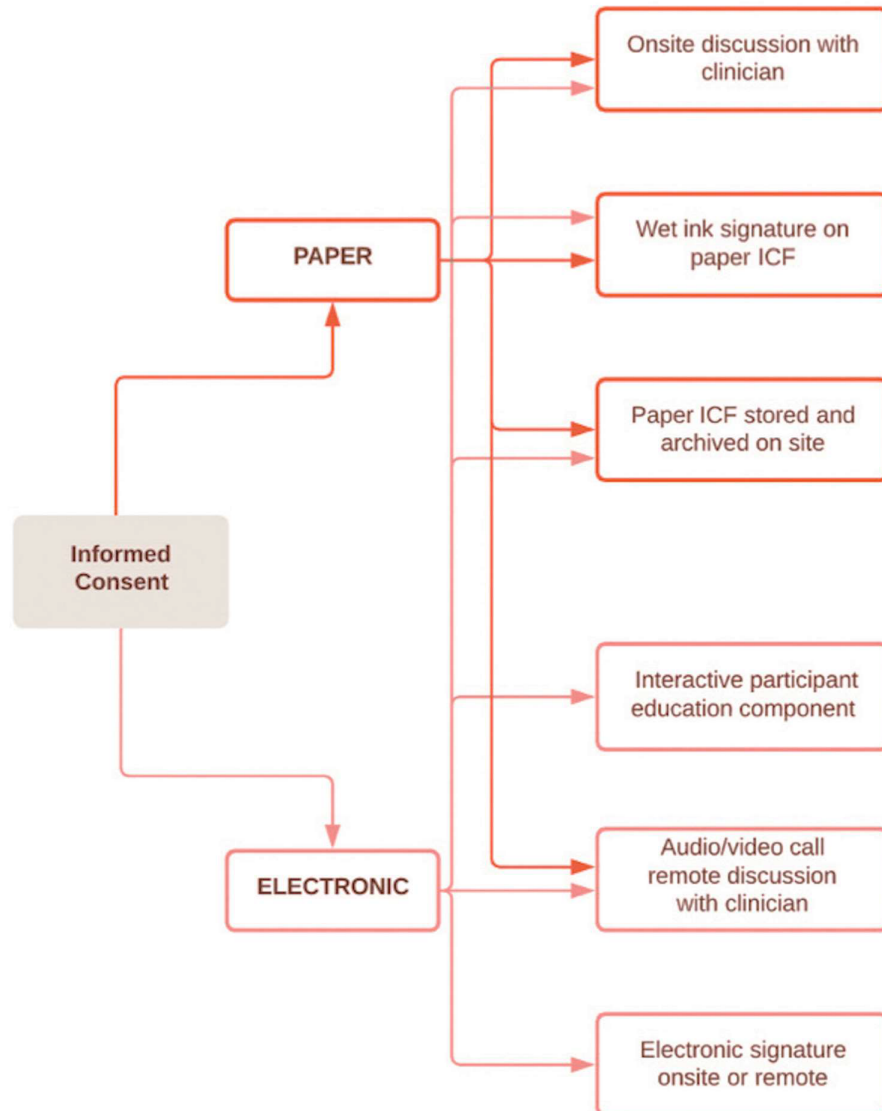 Onsite discussion with
clinician
Wet ink signature on
paper ICF
PAPER
Paper ICF stored and
archived on site
Informed
Consent
Interactive participant
education component
Audio/video call
remote discussion
with clinician
ELECTRONIC
Electronic signature
onsite or remote